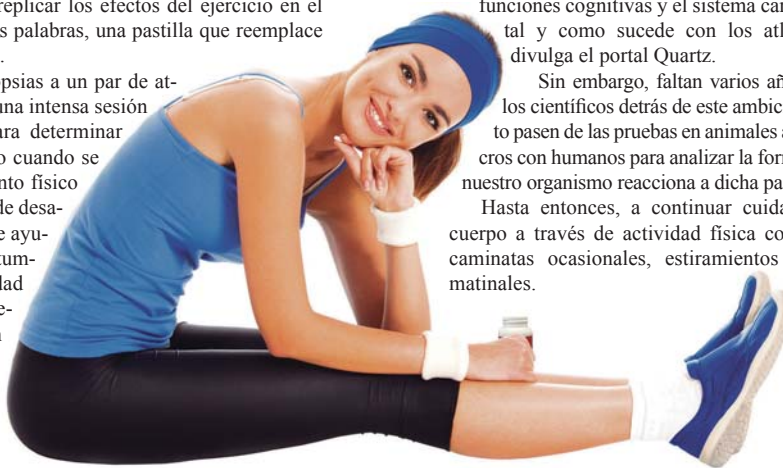 replicar los efectos del ejercicio en el
s palabras, una pastilla que reemplace
.
opsias a un par de at-
una intensa sesión
ara determinar
o cuando se
nto físico
de desa-
e ayu-
tum-
dad
e-
funciones cognitivas y el sistema car
tal y como sucede con los atl
divulga el portal Quartz.
Sin embargo, faltan varios añ
los científicos detrás de este ambic
to pasen de las pruebas en animales a
cros con humanos para analizar la for
nuestro organismo reacciona a dicha pa
Hasta entonces, a continuar cuida
cuerpo a través de actividad física co
caminatas ocasionales, estiramientos
matinales.